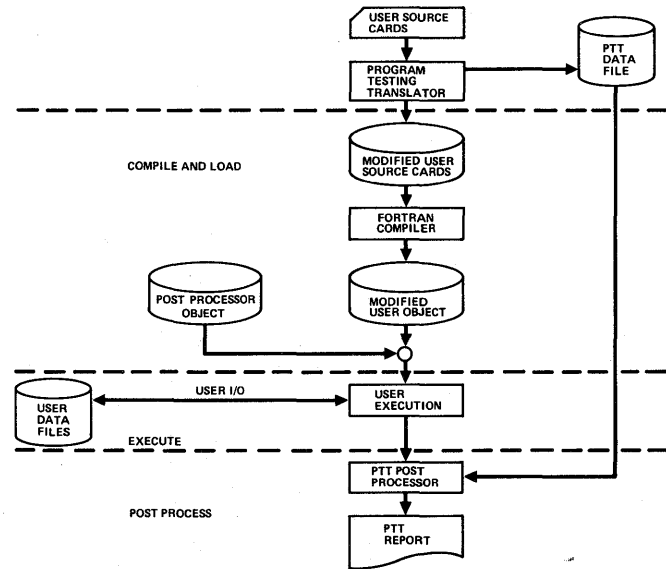 USER SOURCE
CARDS
PTT
DATA
FILE
PROGRAM
TESTING
TRANSLATOR
COMPILE AND LOAD
MODIFIED USER
SOURCE CARDS
FORTRAN
COMPILER
POST PROCESSOR
OBJECT
MODIFIED
USER OBJECT
USER I/O
USER
DATA
FILES
USER
EXECUTION
EXECUTE
PTT POST
PROCESSOR
POST PROCESS
PTT
REPORT